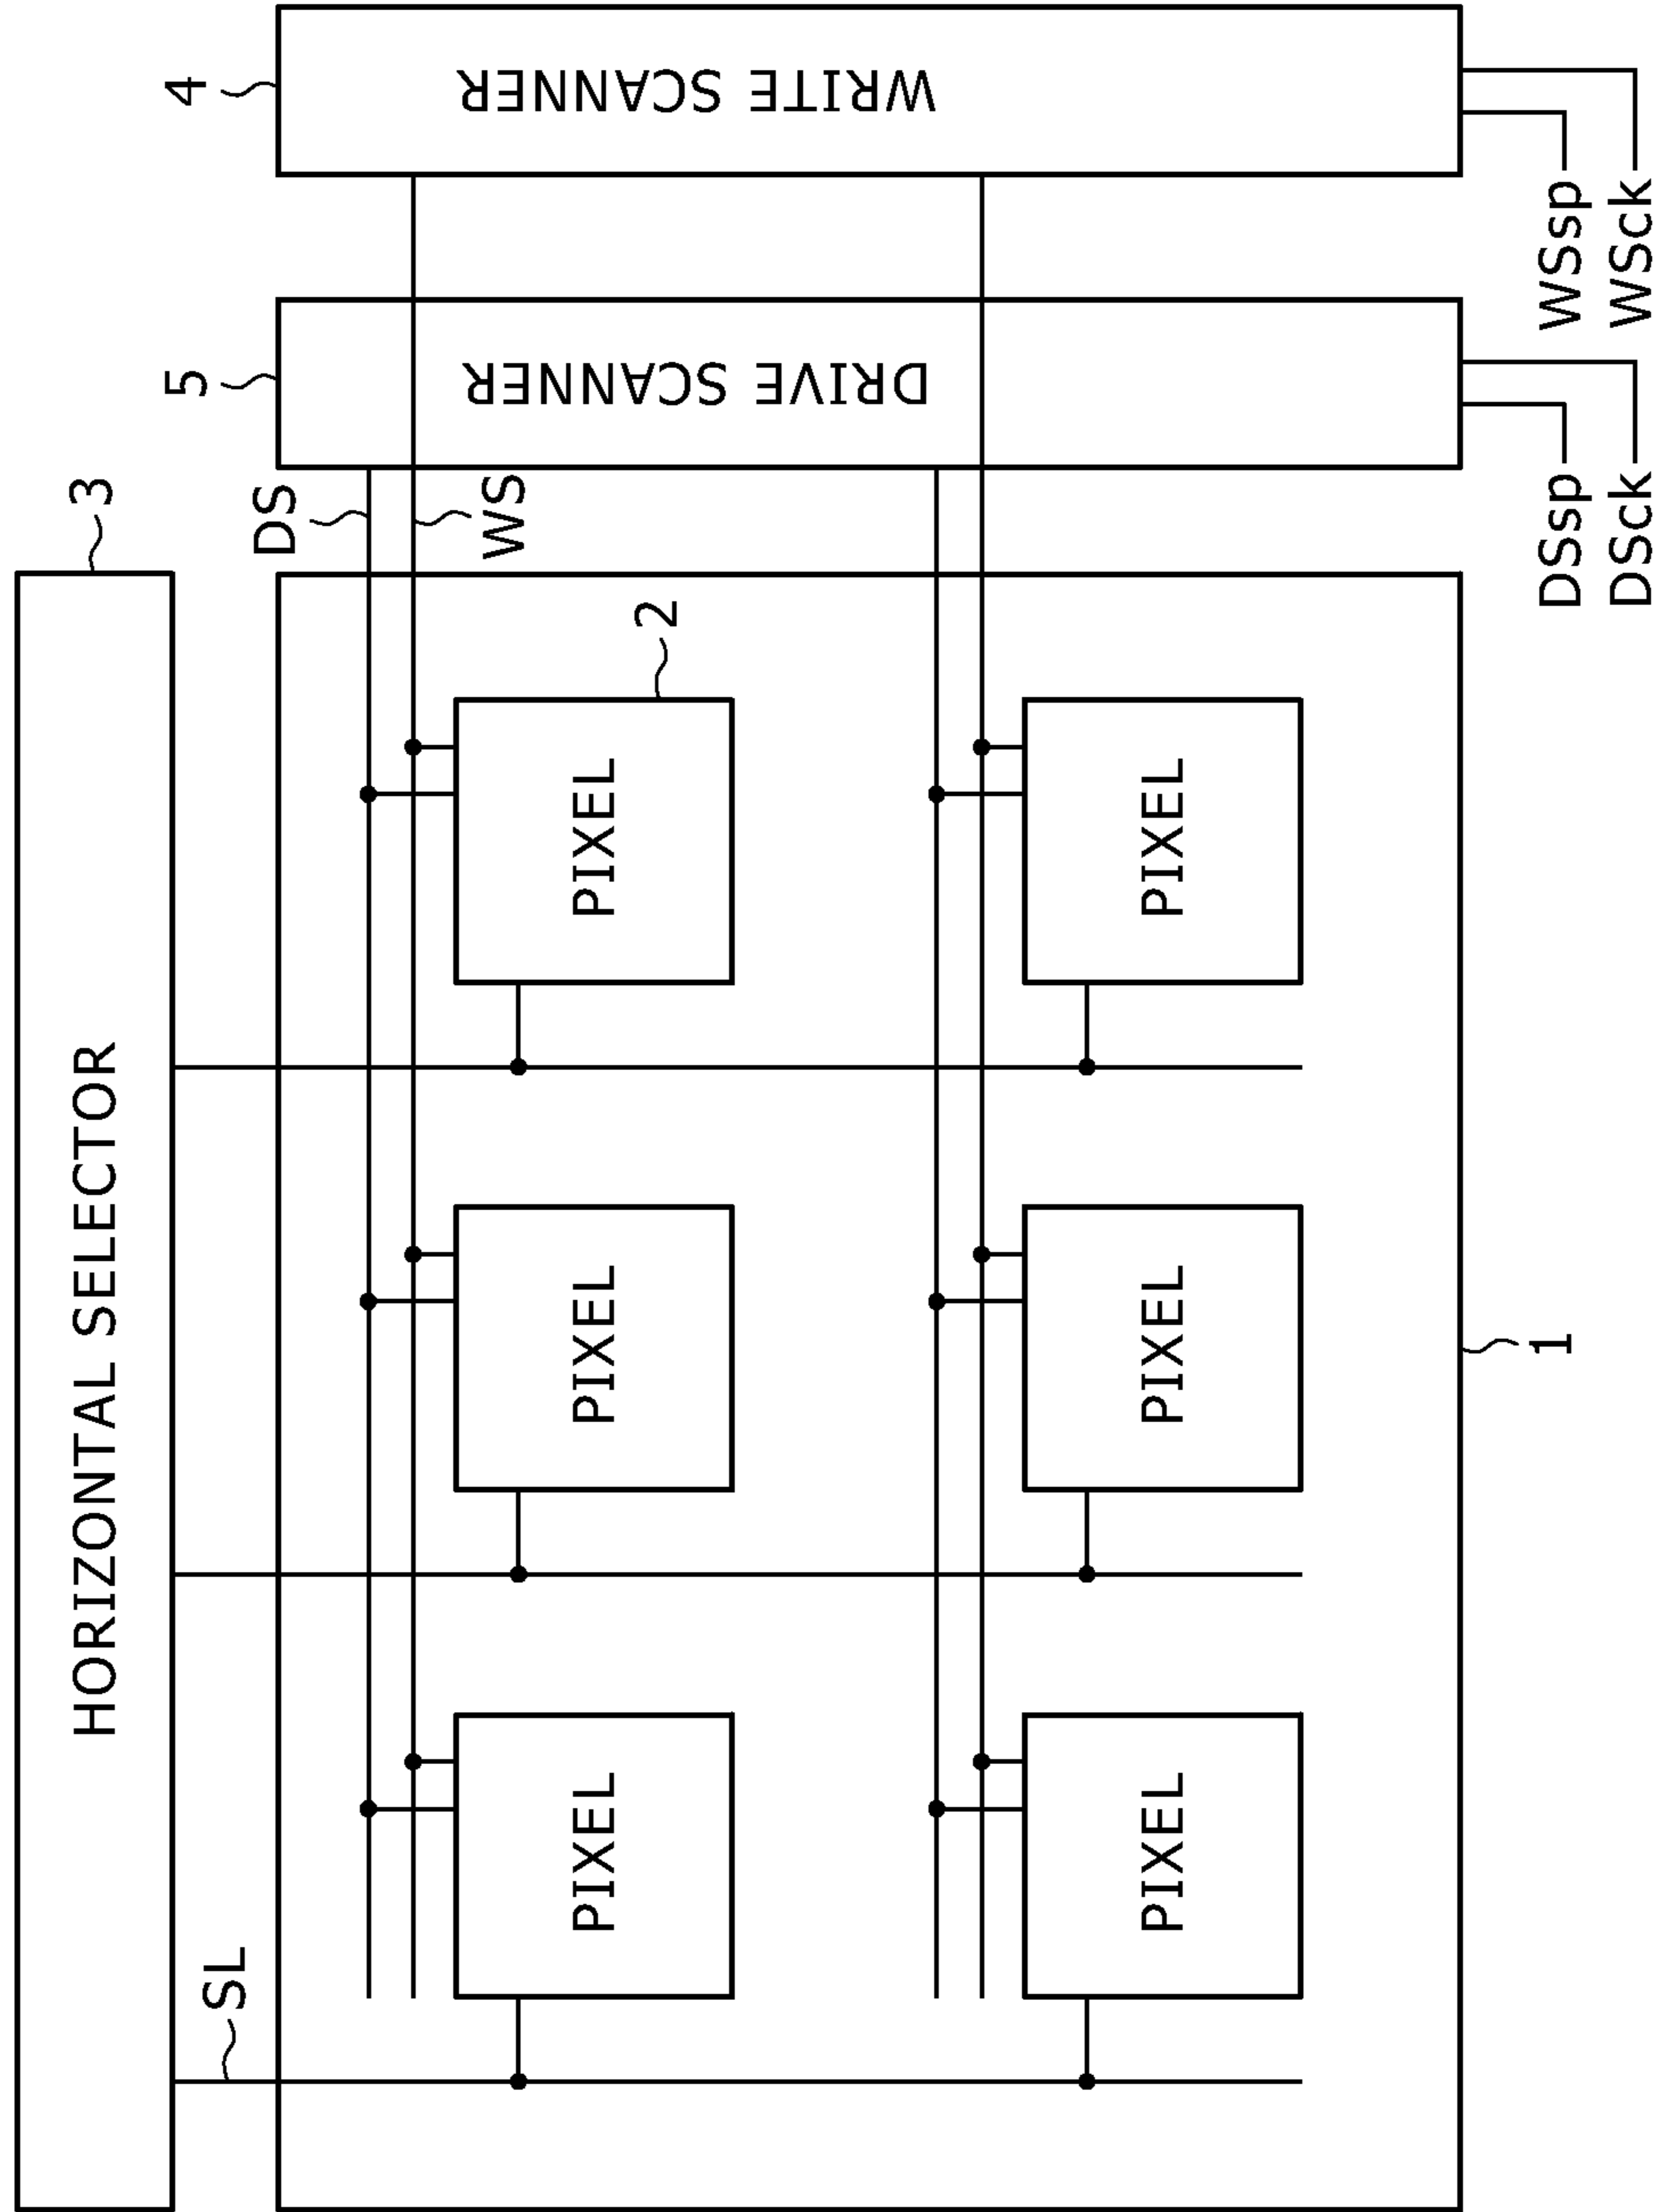 HORIZONTAL SELECTOR
3
SL
DS
WS
5
4
PIXEL
PIXEL
PIXEL
2
DRIVE SCANNER
WRITE SCANNER
PIXEL
PIXEL
PIXEL
1
DSsp
DSck
WSsp
WSck